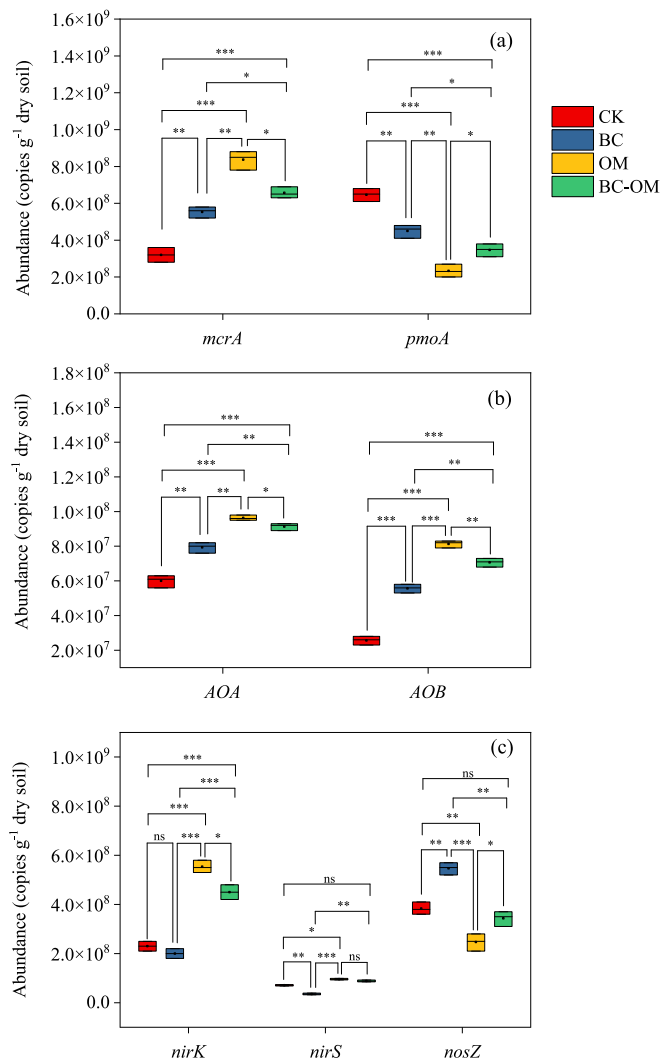 (a)
Abundance (copies g⁻¹ dry soil)
1.6×10⁹
1.4×10⁹
1.2×10⁹
1.0×10⁹
8.0×10⁸
6.0×10⁸
4.0×10⁸
2.0×10⁸
0.0
*** ***
* *
*** ***
** ** * ** ** *
mcrA pmoA
CK
BC
OM
BC-OM
(b)
Abundance (copies g⁻¹ dry soil)
1.8×10⁸
1.6×10⁸
1.4×10⁸
1.2×10⁸
1.0×10⁸
8.0×10⁷
6.0×10⁷
4.0×10⁷
2.0×10⁷
***
** ***
*** **
** ** * ***
*** *** **
AOA AOB
(c)
Abundance (copies g⁻¹ dry soil)
1.0×10⁹
8.0×10⁸
6.0×10⁸
4.0×10⁸
2.0×10⁸
0.0
*** ns
*** **
*** **
ns *** * ** *** *
ns
**
*
** *** ns
nirK nirS nosZ